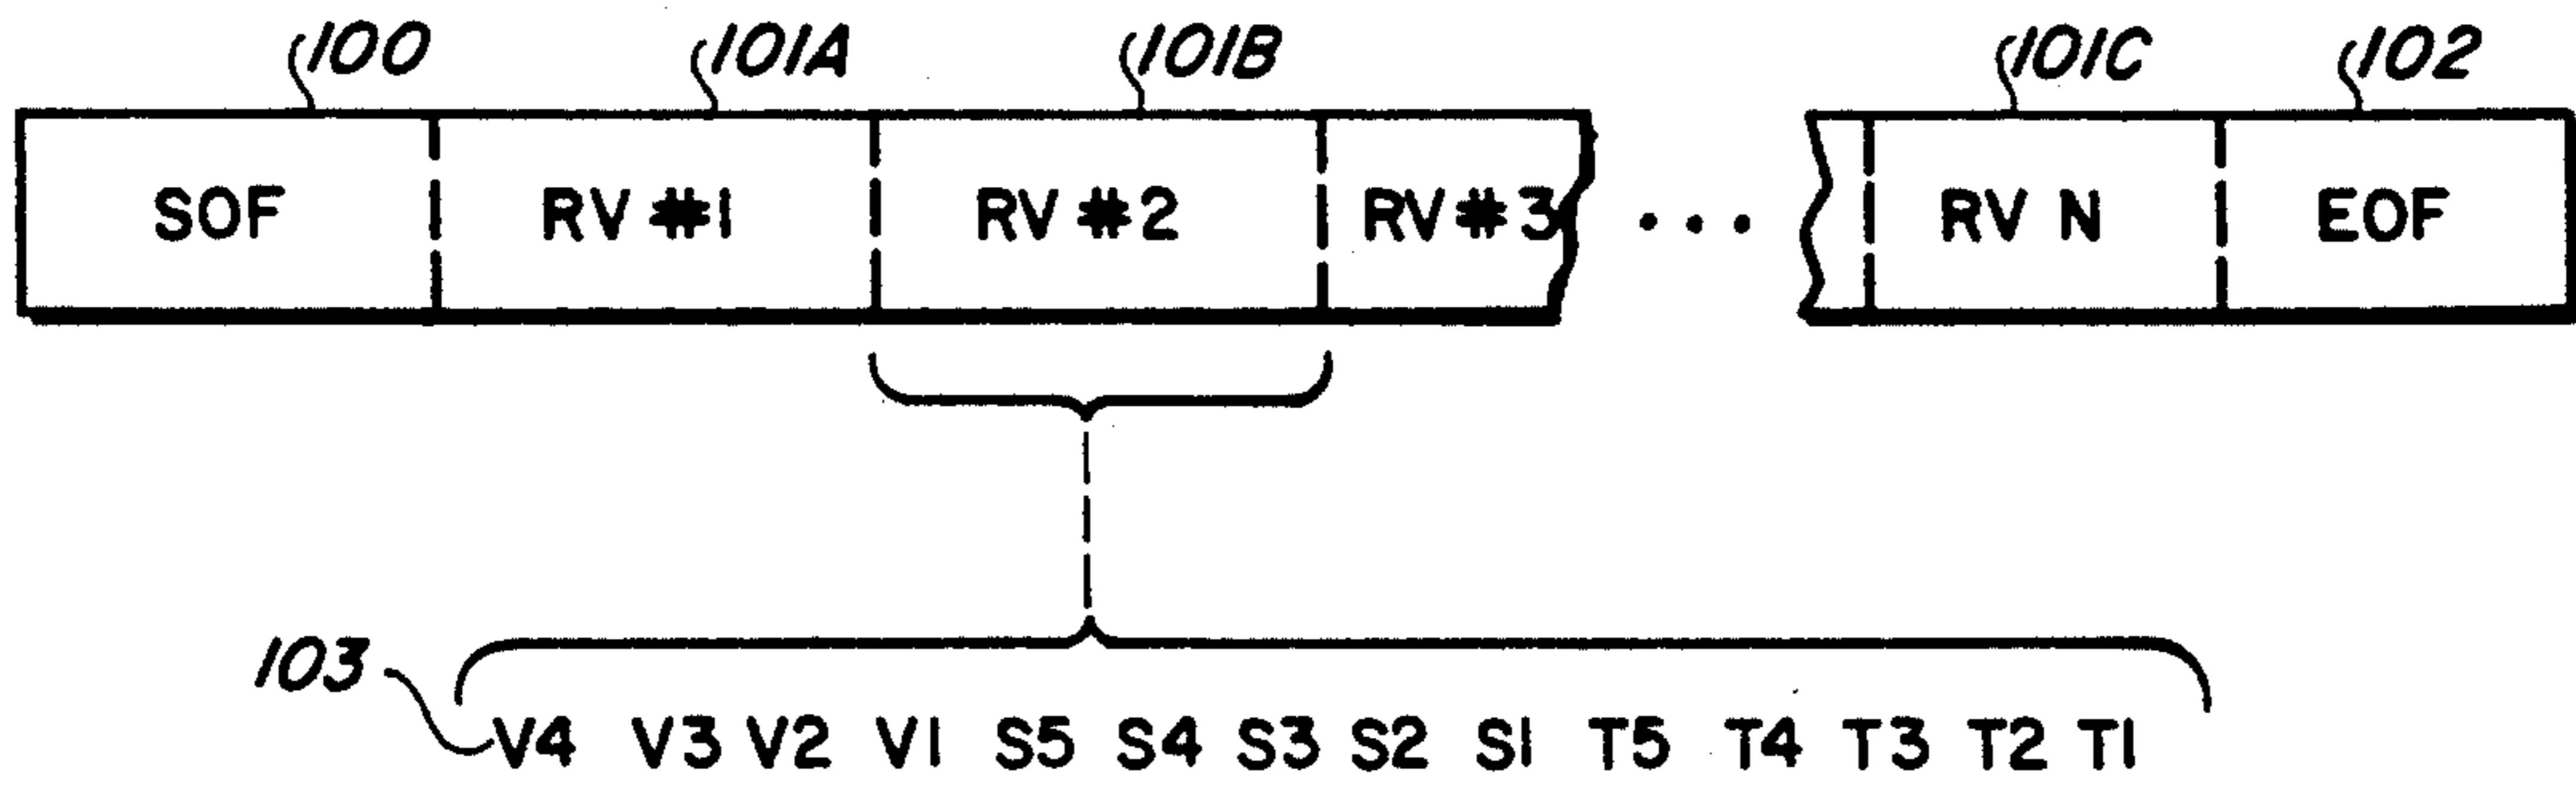 100 101A 101B 101C 102
SOF RV #1 RV #2 RV #3 ... RV N EOF
103
V4 V3 V2 V1 S5 S4 S3 S2 S1 T5 T4 T3 T2 T1